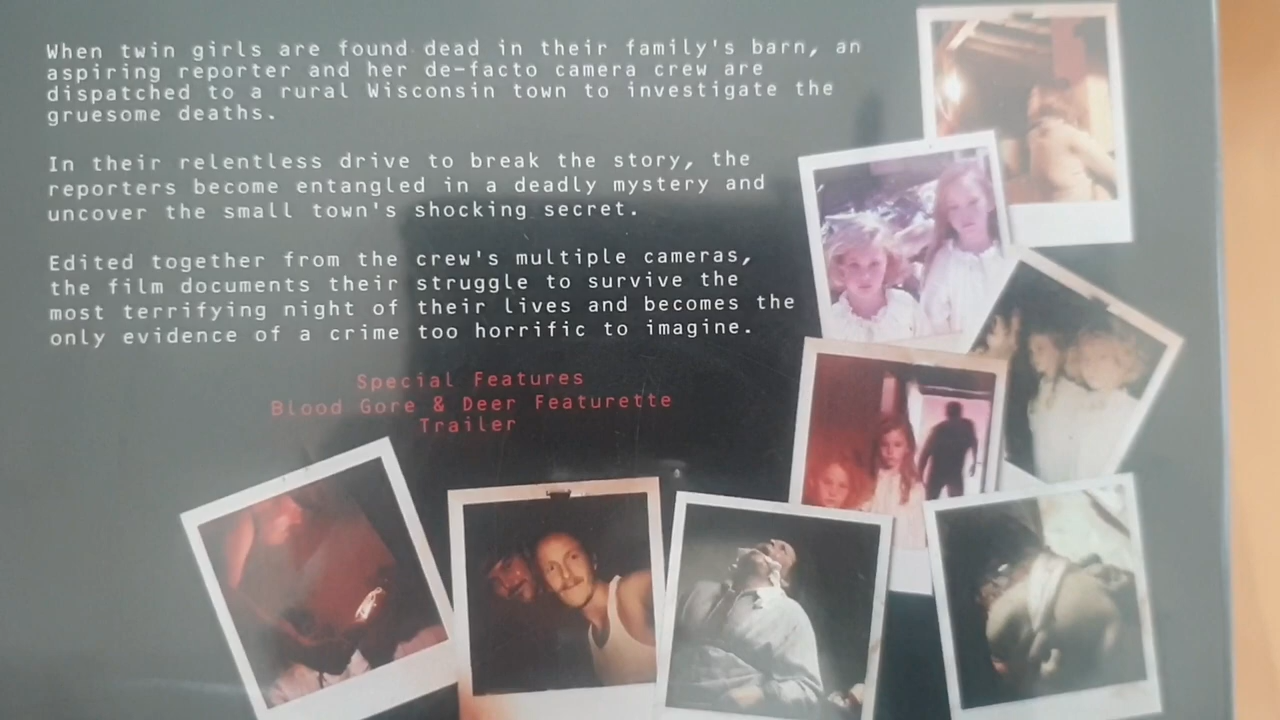 When twin girls are found dead in their family's barn, an
aspiring reporter and her de-facto camera crew are
dispatched to a rural Wisconsin town to investigate the
gruesome deaths.
In their relentless drive to break the story, the
reporters become entangled in a deadly mystery and
uncover the small town's shocking secret.
Edited together from the crew's multiple cameras,
the film documents their struggle to survive the
most terrifying night of their lives and becomes the
only evidence of a crime too horrific to imagine.
Special Features
Blood Gore & Deer Featurette
Trailer